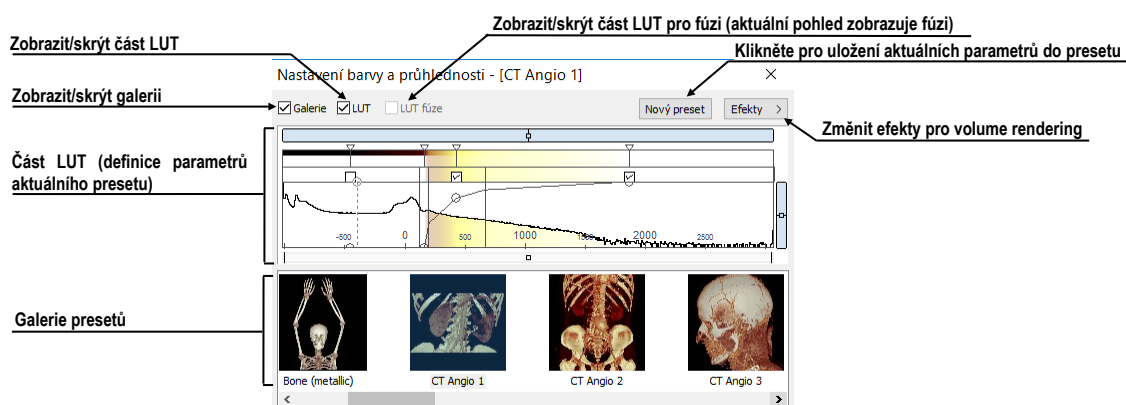 Zobrazit/skrýt část LUT pro fúzi (aktuální pohled zobrazuje fúzi)
Zobrazit/skrýt část LUT
Klikněte pro uložení aktuálních parametrů do presetu
Nastavení barvy a průhlednosti - [CT Angio 1]
Zobrazit/skrýt galerii
Galerie LUT LUT fúze Nový preset Efekty
Změnit efekty pro volume rendering
Část LUT (definice parametrů
aktuálního presetu)
-500 0 500 1000 1500 2000 2500
Galerie presetů
Bone (metallic) CT Angio 1 CT Angio 2 CT Angio 3